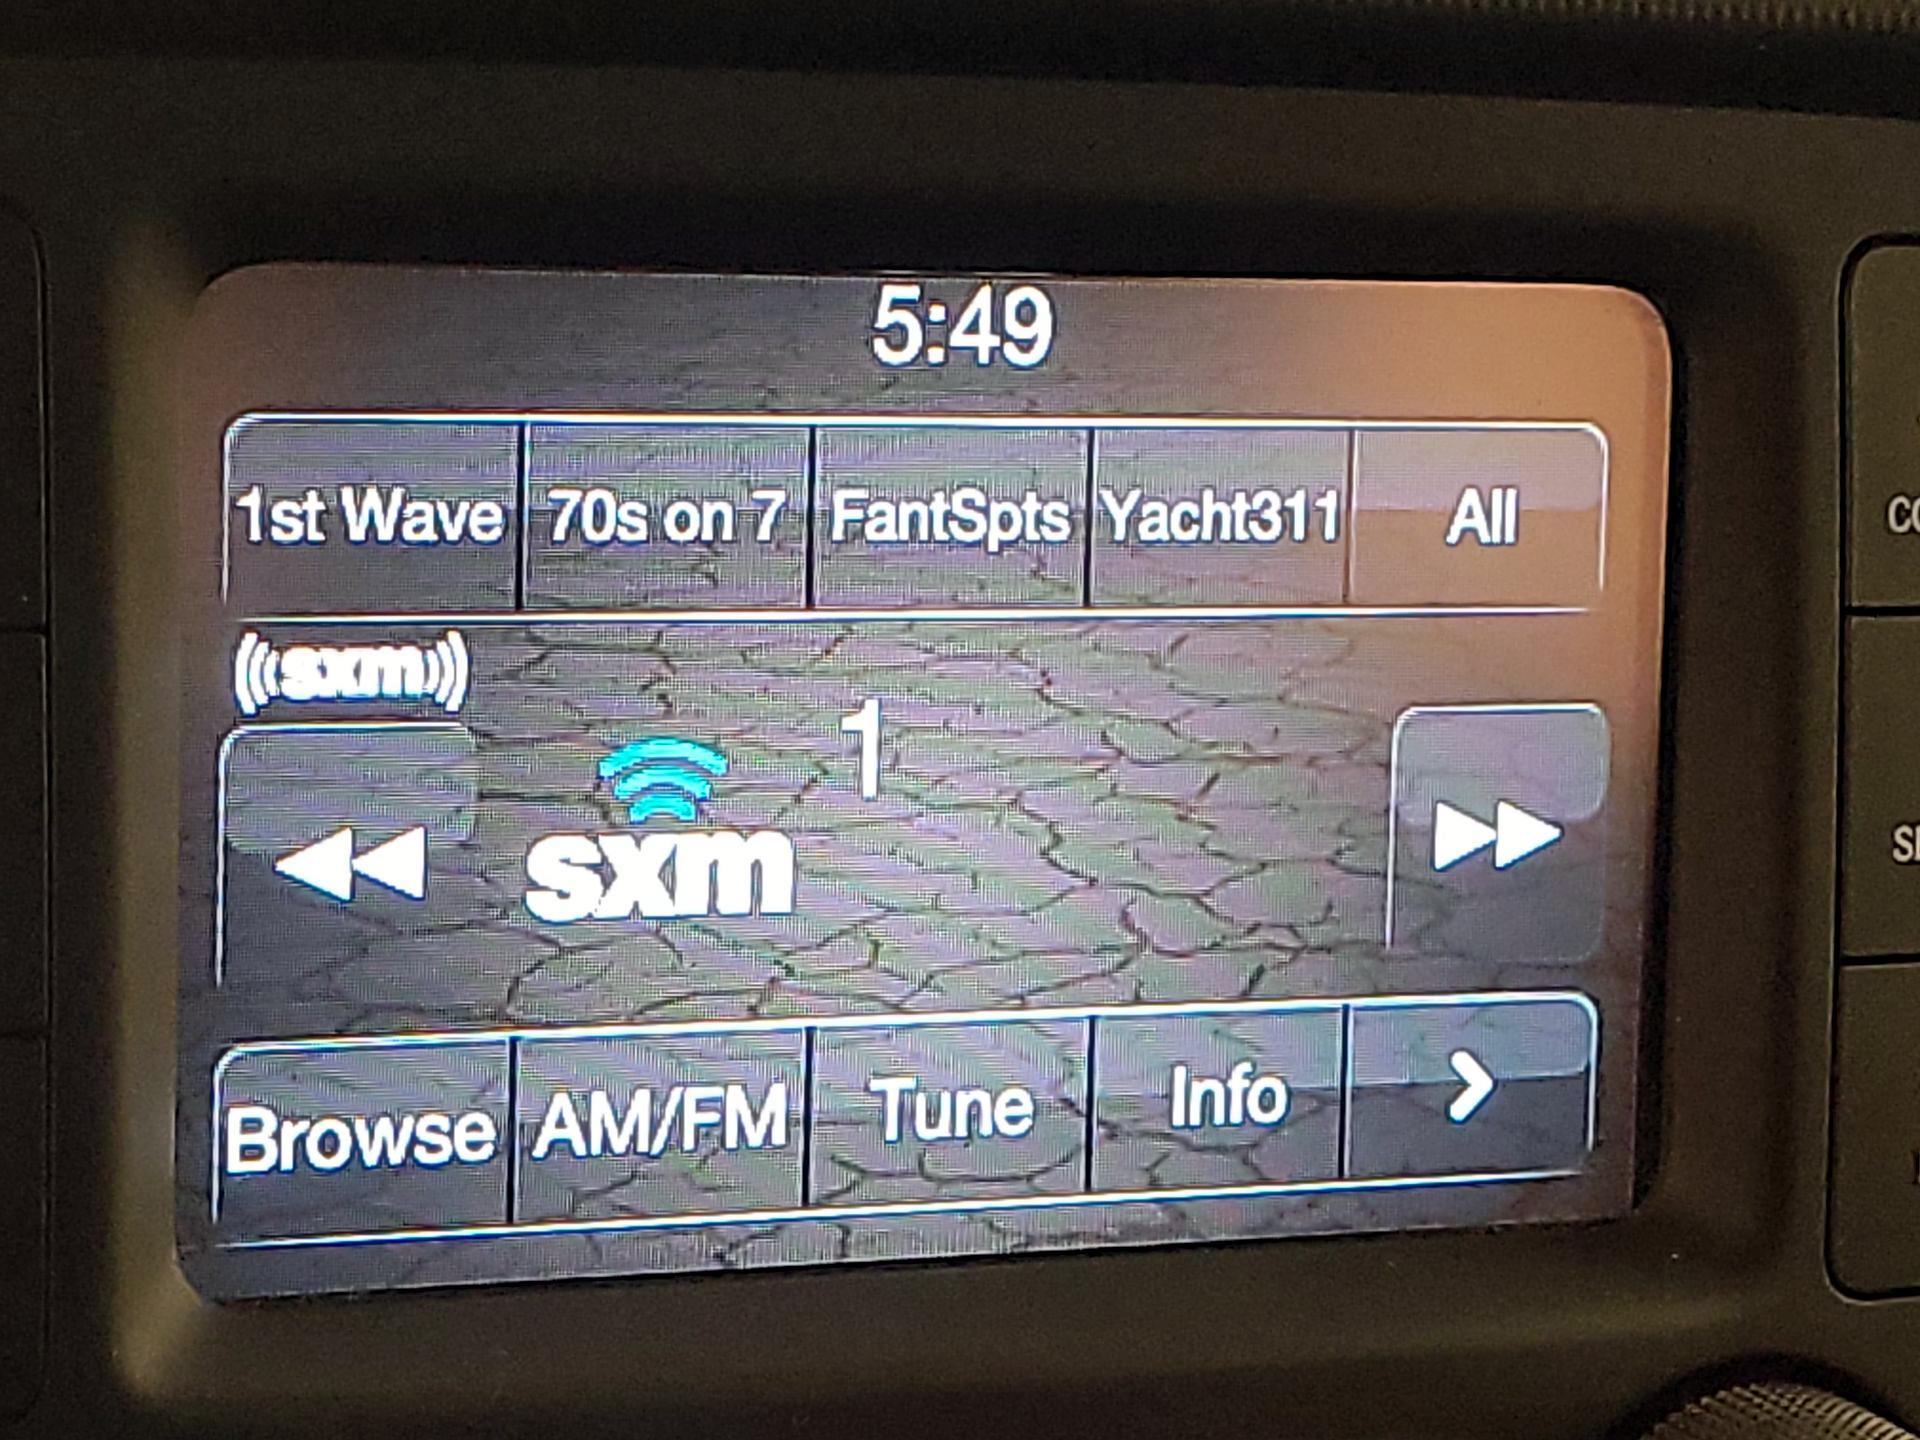 5:49
1st Wave 70s on 7 FantSpts Yacht311 All
((sxm))
1
sxm
Browse AM/FM Tune Info >